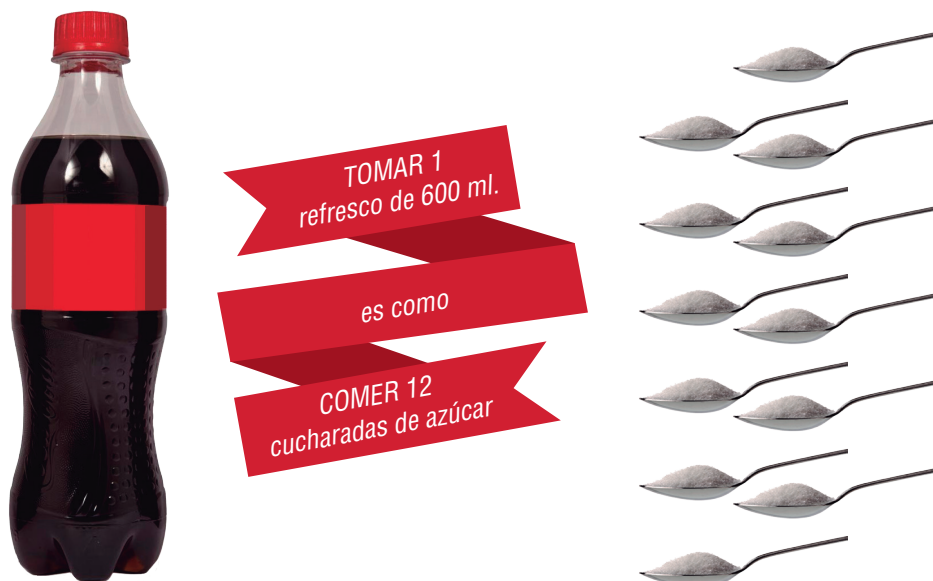 TOMAR 1
refresco de 600 ml.
es como
COMER 12
cucharadas de azúcar